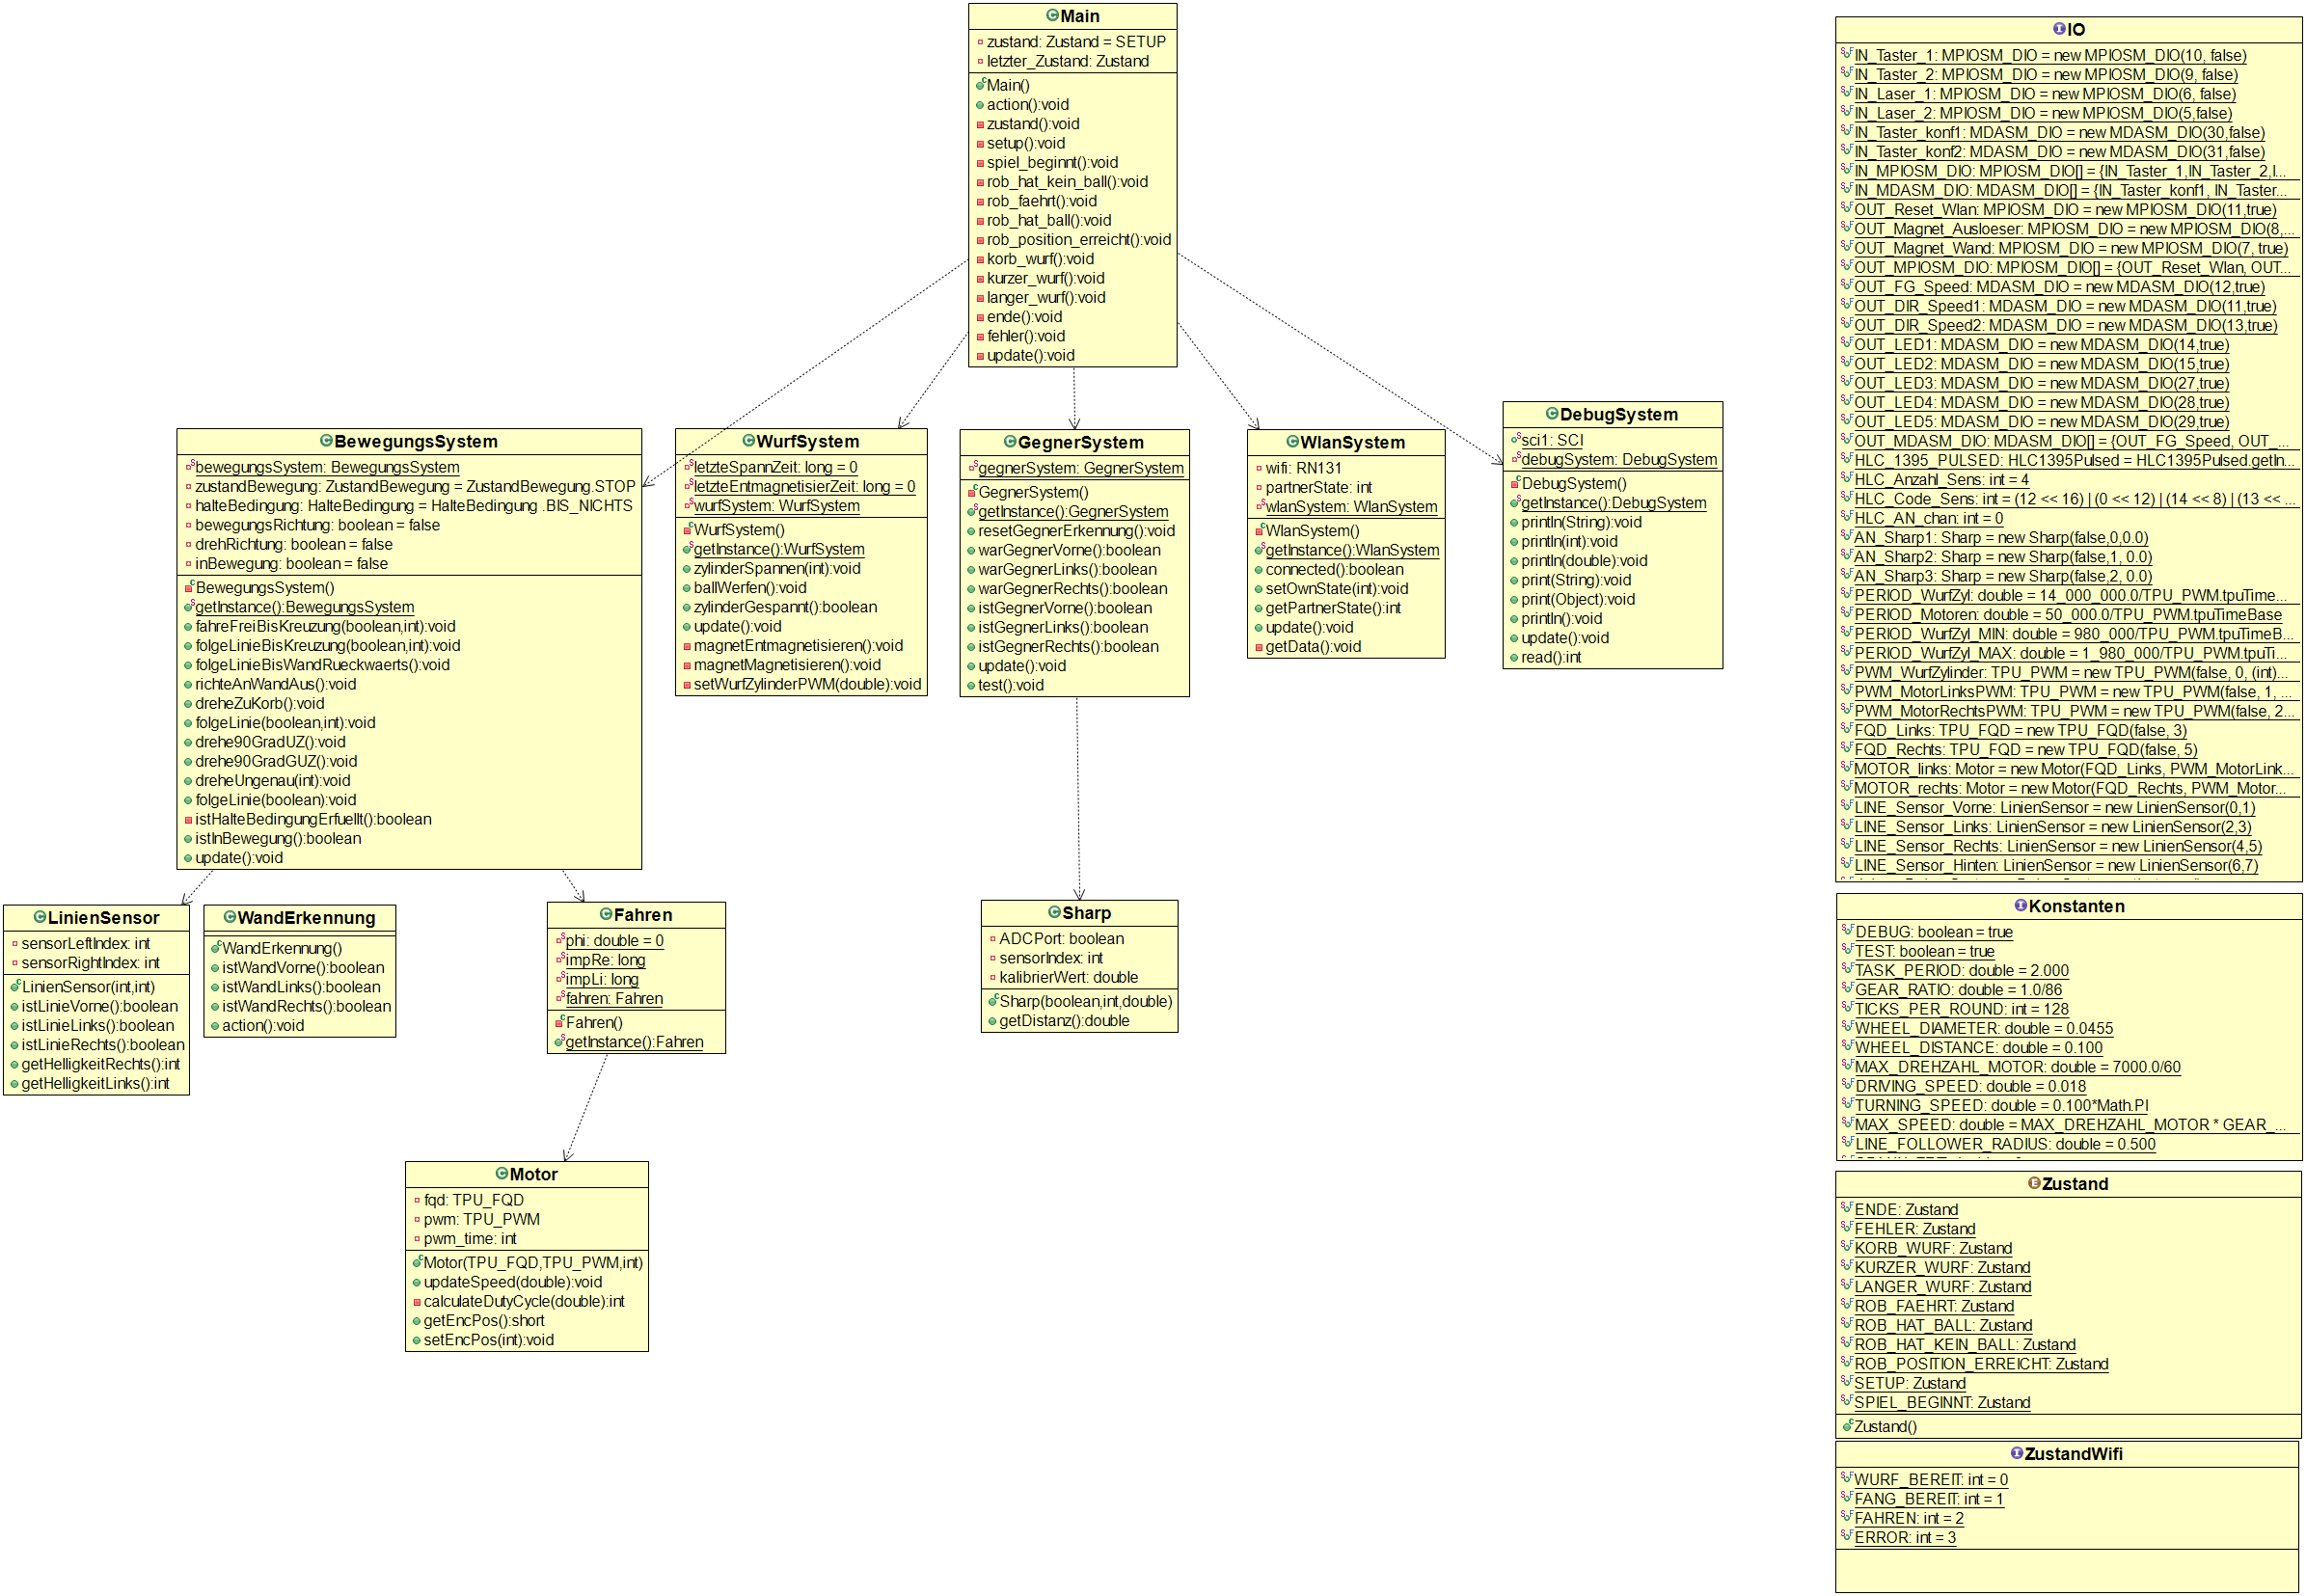 Main
zustand: Zustand = SETUP
letzter_Zustand: Zustand
Main()
action():void
zustand():void
setup():void
spiel_beginnt():void
rob_hat_kein_ball():void
rob_faehrt():void
rob_hat_ball():void
rob_position_erreicht():void
korb_wurf():void
kurzer_wurf():void
langer_wurf():void
ende():void
fehler():void
update():void
BewegungsSystem
bewegungsSystem: BewegungsSystem
zustandBewegung: ZustandBewegung = ZustandBewegung.STOP
halteBedingung: HalteBedingung = HalteBedingung .BIS_NICHTS
bewegungsRichtung: boolean = false
drehRichtung: boolean = false
inBewegung: boolean = false
BewegungsSystem()
getInstance():BewegungsSystem
fahreFreiBisKreuzung(boolean,int):void
folgeLinieBisKreuzung(boolean,int):void
folgeLinieBisWandRueckwaerts():void
richteAnWandAus():void
dreheZuKorb():void
folgeLinie(boolean,int):void
drehe90GradUZ():void
drehe90GradGUZ():void
dreheUngenau(int):void
folgeLinie(boolean):void
istHalteBedingungErfuellt():boolean
istInBewegung():boolean
update():void
WurfSystem
letzteSpannZeit: long = 0
letzteEntmagnetisierZeit: long = 0
wurfSystem: WurfSystem
WurfSystem()
getInstance():WurfSystem
zylinderSpannen(int):void
ballWerfen():void
zylinderGespannt():boolean
update():void
magnetEntmagnetisieren():void
magnetMagnetisieren():void
setWurfZylinderPWM(double):void
GegnerSystem
gegnerSystem: GegnerSystem
GegnerSystem()
getInstance():GegnerSystem
resetGegnerErkennung():void
warGegnerVorne():boolean
warGegnerLinks():boolean
warGegnerRechts():boolean
istGegnerVorne():boolean
istGegnerLinks():boolean
istGegnerRechts():boolean
update():void
test():void
WlanSystem
wifi: RN131
partnerState: int
wlanSystem: WlanSystem
WlanSystem()
getInstance():WlanSystem
connected():boolean
setOwnState(int):void
getPartnerState():int
update():void
getData():void
DebugSystem
sci1: SCI
debugSystem: DebugSystem
DebugSystem()
getInstance():DebugSystem
println(String):void
println(int):void
println(double):void
print(String):void
print(Object):void
println():void
update():void
read():int
LinienSensor
sensorLeftIndex: int
sensorRightIndex: int
LinienSensor(int,int)
istLinieVorne():boolean
istLinieLinks():boolean
istLinieRechts():boolean
getHelligkeitRechts():int
getHelligkeitLinks():int
WandErkennung
WandErkennung()
istWandVorne():boolean
istWandLinks():boolean
istWandRechts():boolean
action():void
Fahren
phi: double = 0
impRe: long
impLi: long
fahren: Fahren
Fahren()
getInstance():Fahren
Sharp
ADCPort: boolean
sensorIndex: int
kalibrierWert: double
Sharp(boolean,int,double)
getDistanz():double
Motor
fqd: TPU_FQD
pwm: TPU_PWM
pwm_time: int
Motor(TPU_FQD,TPU_PWM,int)
updateSpeed(double):void
calculateDutyCycle(double):int
getEncPos():short
setEncPos(int):void
IO
IN_Taster_1: MPIOSM_DIO = new MPIOSM_DIO(10, false)
IN_Taster_2: MPIOSM_DIO = new MPIOSM_DIO(9, false)
IN_Laser_1: MPIOSM_DIO = new MPIOSM_DIO(6, false)
IN_Laser_2: MPIOSM_DIO = new MPIOSM_DIO(5,false)
IN_Taster_konf1: MDASM_DIO = new MDASM_DIO(30,false)
IN_Taster_konf2: MDASM_DIO = new MDASM_DIO(31,false)
IN_MPIOSM_DIO: MPIOSM_DIO[] = {IN_Taster_1,IN_Taster_2,I...
IN_MDASM_DIO: MDASM_DIO[] = {IN_Taster_konf1, IN_Taster...
OUT_Reset_Wlan: MPIOSM_DIO = new MPIOSM_DIO(11,true)
OUT_Magnet_Ausloeser: MPIOSM_DIO = new MPIOSM_DIO(8,...
OUT_Magnet_Wand: MPIOSM_DIO = new MPIOSM_DIO(7, true)
OUT_MPIOSM_DIO: MPIOSM_DIO[] = {OUT_Reset_Wlan, OUT...
OUT_FG_Speed: MDASM_DIO = new MDASM_DIO(12,true)
OUT_DIR_Speed1: MDASM_DIO = new MDASM_DIO(11,true)
OUT_DIR_Speed2: MDASM_DIO = new MDASM_DIO(13,true)
OUT_LED1: MDASM_DIO = new MDASM_DIO(14,true)
OUT_LED2: MDASM_DIO = new MDASM_DIO(15,true)
OUT_LED3: MDASM_DIO = new MDASM_DIO(27,true)
OUT_LED4: MDASM_DIO = new MDASM_DIO(28,true)
OUT_LED5: MDASM_DIO = new MDASM_DIO(29,true)
OUT_MDASM_DIO: MDASM_DIO[] = {OUT_FG_Speed, OUT_...
HLC_1395_PULSED: HLC1395Pulsed = HLC1395Pulsed.getIn...
HLC_Anzahl_Sens: int = 4
HLC_Code_Sens: int = (12 << 16) | (0 << 12) | (14 << 8) | (13 << ...
HLC_AN_chan: int = 0
AN_Sharp1: Sharp = new Sharp(false,0,0.0)
AN_Sharp2: Sharp = new Sharp(false,1, 0.0)
AN_Sharp3: Sharp = new Sharp(false,2, 0.0)
PERIOD_WurfZyl: double = 14_000_000.0/TPU_PWM.tpuTime...
PERIOD_Motoren: double = 50_000.0/TPU_PWM.tpuTimeBase
PERIOD_WurfZyl_MIN: double = 980_000/TPU_PWM.tpuTimeB...
PERIOD_WurfZyl_MAX: double = 1_980_000/TPU_PWM.tpuTi...
PWM_WurfZylinder: TPU_PWM = new TPU_PWM(false, 0, (int)...
PWM_MotorLinksPWM: TPU_PWM = new TPU_PWM(false, 1, ...
PWM_MotorRechtsPWM: TPU_PWM = new TPU_PWM(false, 2...
FQD_Links: TPU_FQD = new TPU_FQD(false, 3)
FQD_Rechts: TPU_FQD = new TPU_FQD(false, 5)
MOTOR_links: Motor = new Motor(FQD_Links, PWM_MotorLink...
MOTOR_rechts: Motor = new Motor(FQD_Rechts, PWM_Motor...
LINE_Sensor_Vorne: LinienSensor = new LinienSensor(0,1)
LINE_Sensor_Links: LinienSensor = new LinienSensor(2,3)
LINE_Sensor_Rechts: LinienSensor = new LinienSensor(4,5)
LINE_Sensor_Hinten: LinienSensor = new LinienSensor(6,7)
Konstanten
DEBUG: boolean = true
TEST: boolean = true
TASK_PERIOD: double = 2.000
GEAR_RATIO: double = 1.0/86
TICKS_PER_ROUND: int = 128
WHEEL_DIAMETER: double = 0.0455
WHEEL_DISTANCE: double = 0.100
MAX_DREHZAHL_MOTOR: double = 7000.0/60
DRIVING_SPEED: double = 0.018
TURNING_SPEED: double = 0.100*Math.PI
MAX_SPEED: double = MAX_DREHZAHL_MOTOR * GEAR_...
LINE_FOLLOWER_RADIUS: double = 0.500
Zustand
ENDE: Zustand
FEHLER: Zustand
KORB_WURF: Zustand
KURZER_WURF: Zustand
LANGER_WURF: Zustand
ROB_FAEHRT: Zustand
ROB_HAT_BALL: Zustand
ROB_HAT_KEIN_BALL: Zustand
ROB_POSITION_ERREICHT: Zustand
SETUP: Zustand
SPIEL_BEGINNT: Zustand
Zustand()
ZustandWifi
WURF_BEREIT: int = 0
FANG_BEREIT: int = 1
FAHREN: int = 2
ERROR: int = 3